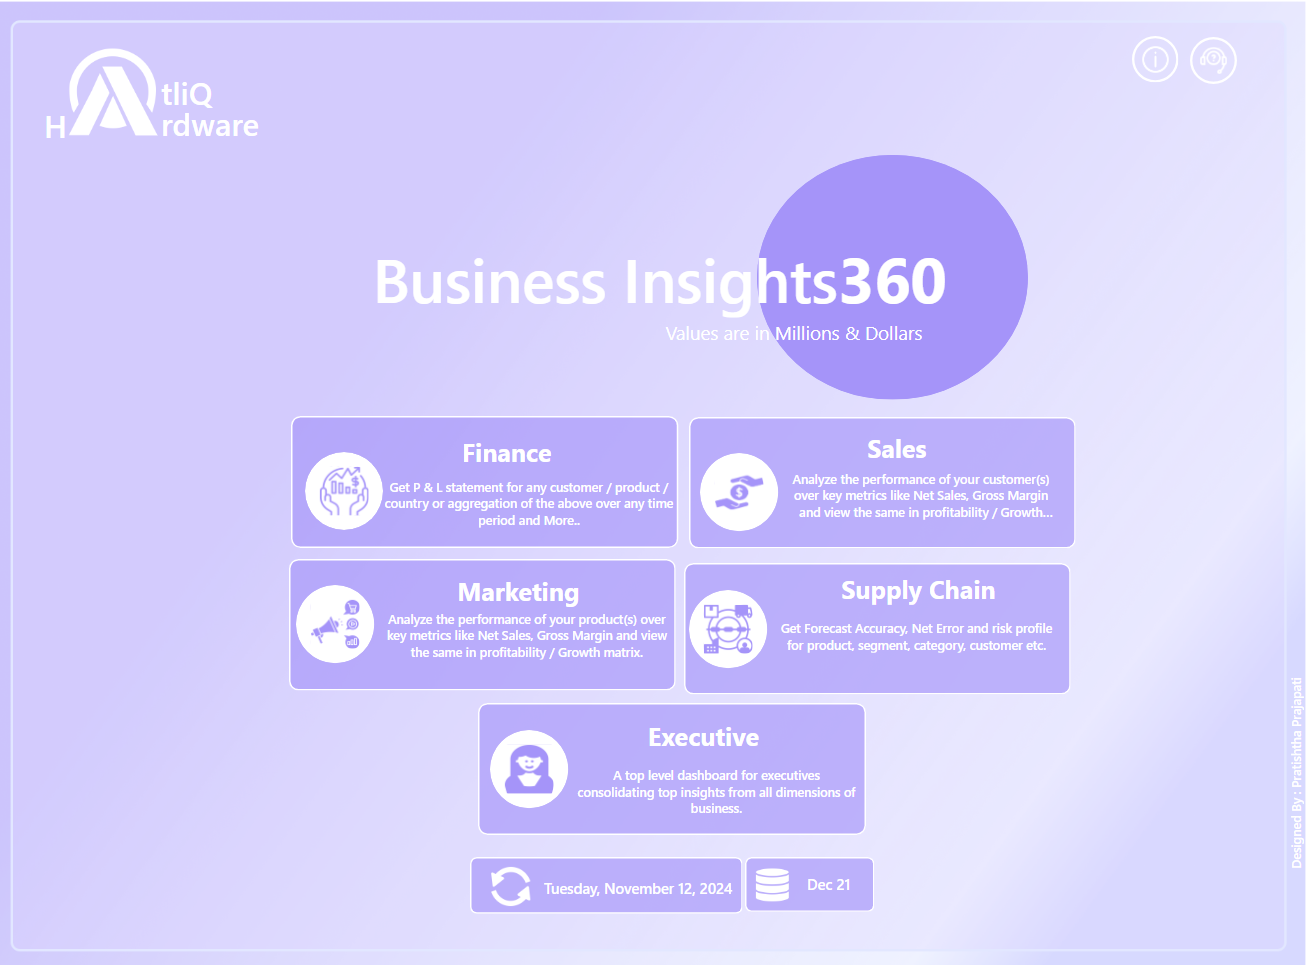 tliQ
H rdware
Business Insights360
Values are in Millions & Dollars
Finance
Get P & L statement for any customer / product /
country or aggregation of the above over any time
period and More..
Sales
Analyze the performance of your customer(s)
over key metrics like Net Sales, Gross Margin
and view the same in profitability / Growth...
Marketing
Analyze the performance of your product(s) over
key metrics like Net Sales, Gross Margin and view
the same in profitability / Growth matrix.
Supply Chain
Get Forecast Accuracy, Net Error and risk profile
for product, segment, category, customer etc.
Executive
A top level dashboard for executives
consolidating top insights from all dimensions of
business.
Tuesday, November 12, 2024
Dec 21
Designed By : Pratishtha Prajapati